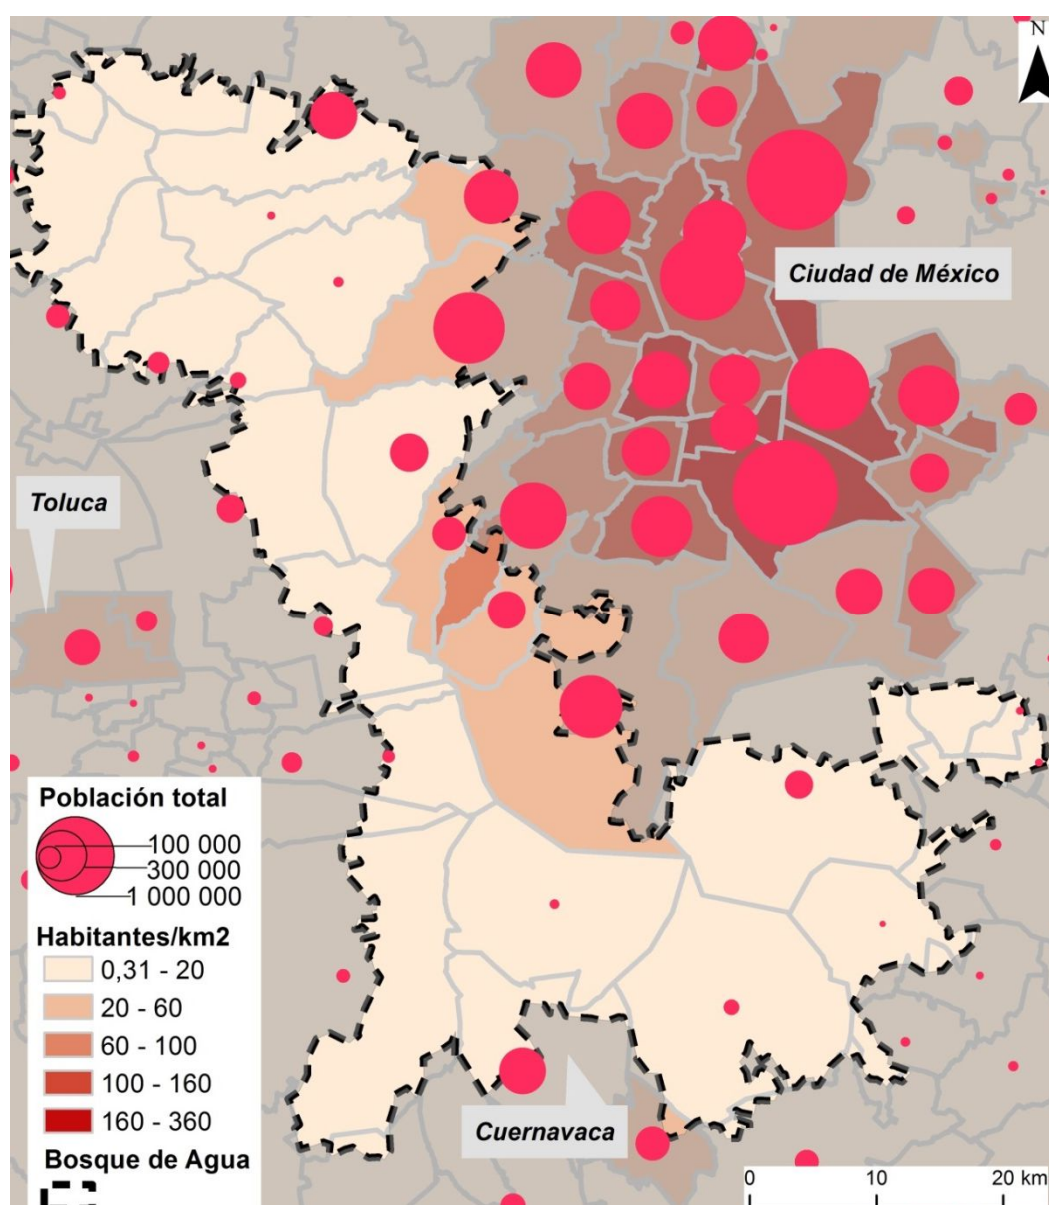 N
Ciudad de México
Toluca
Población total
100 000
300 000
1 000 000
Habitantes/km2
0,31 - 20
20 - 60
60 - 100
100 - 160
160 - 360
Bosque de Agua
Cuernavaca
0 10 20 km